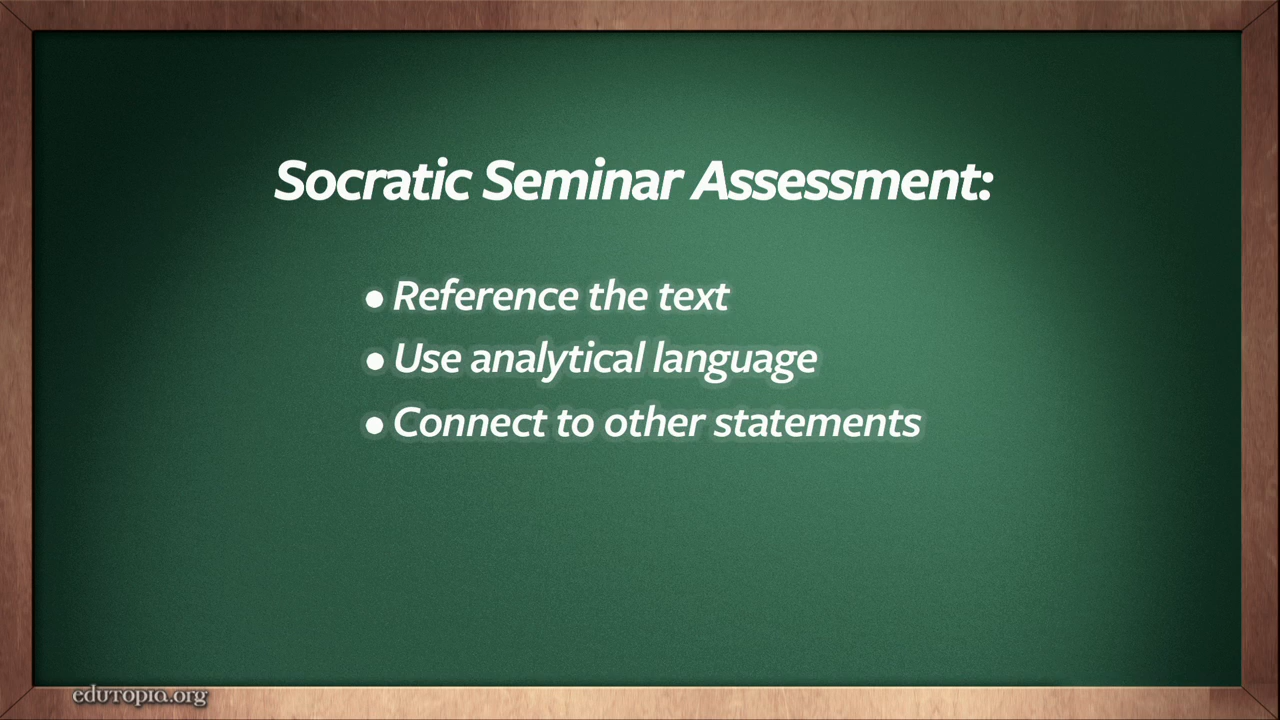 Socratic Seminar Assessment:
● Reference the text
● Use analytical language
● Connect to other statements
edutopia.org